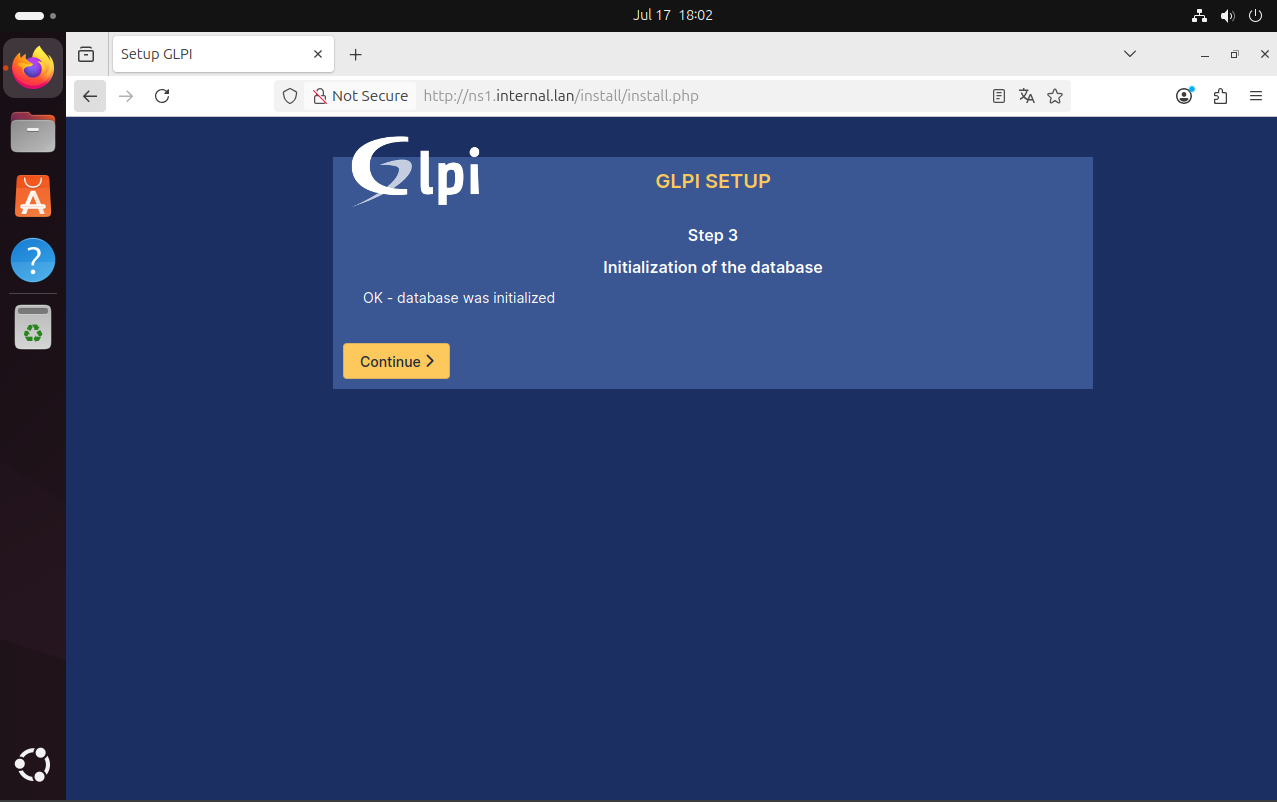 Jul 17 18:02
Setup GLPI
Not Secure http://ns1.internal.lan/install/install.php
Glpi
GLPI SETUP
Step 3
Initialization of the database
OK - database was initialized
Continue